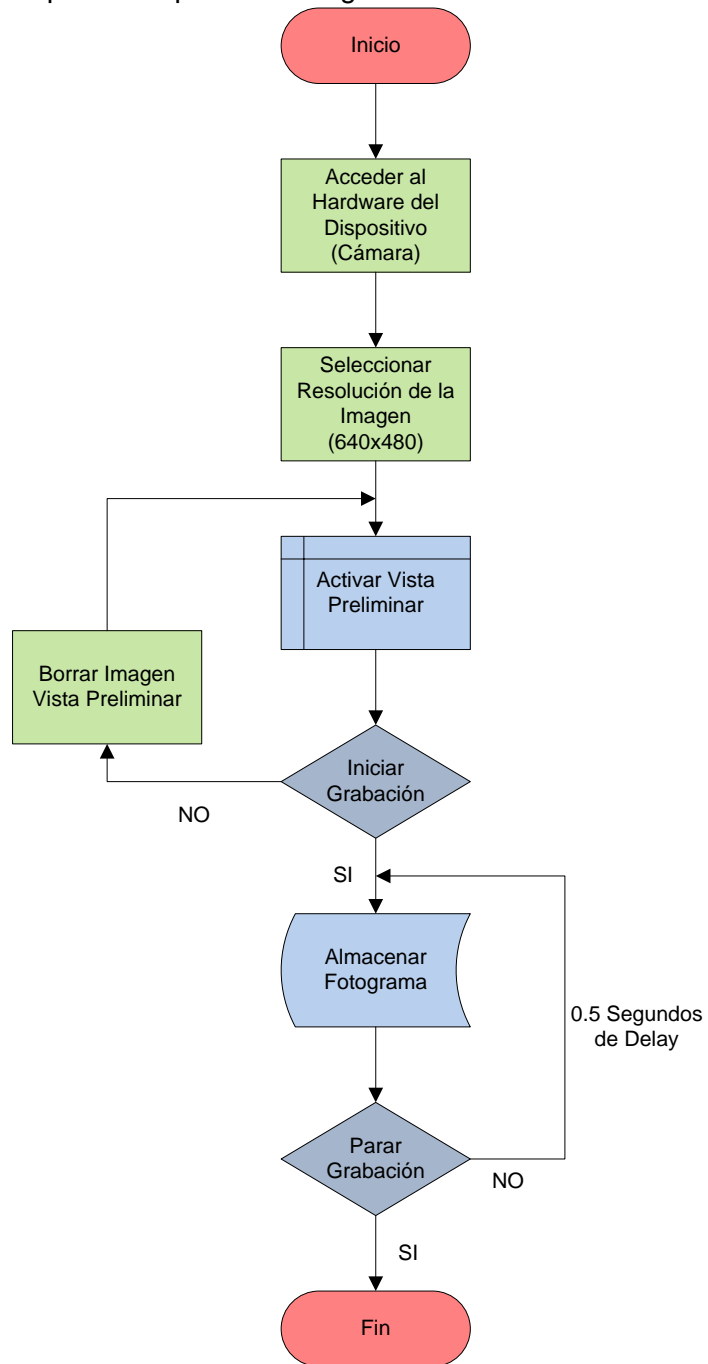 Inicio
Acceder al
Hardware del
Dispositivo
(Cámara)
Seleccionar
Resolución de la
Imagen
(640x480)
Activar Vista
Preliminar
Borrar Imagen
Vista Preliminar
Iniciar
Grabación
NO
SI
Almacenar
Fotograma
0.5 Segundos
de Delay
Parar
Grabación
NO
SI
Fin